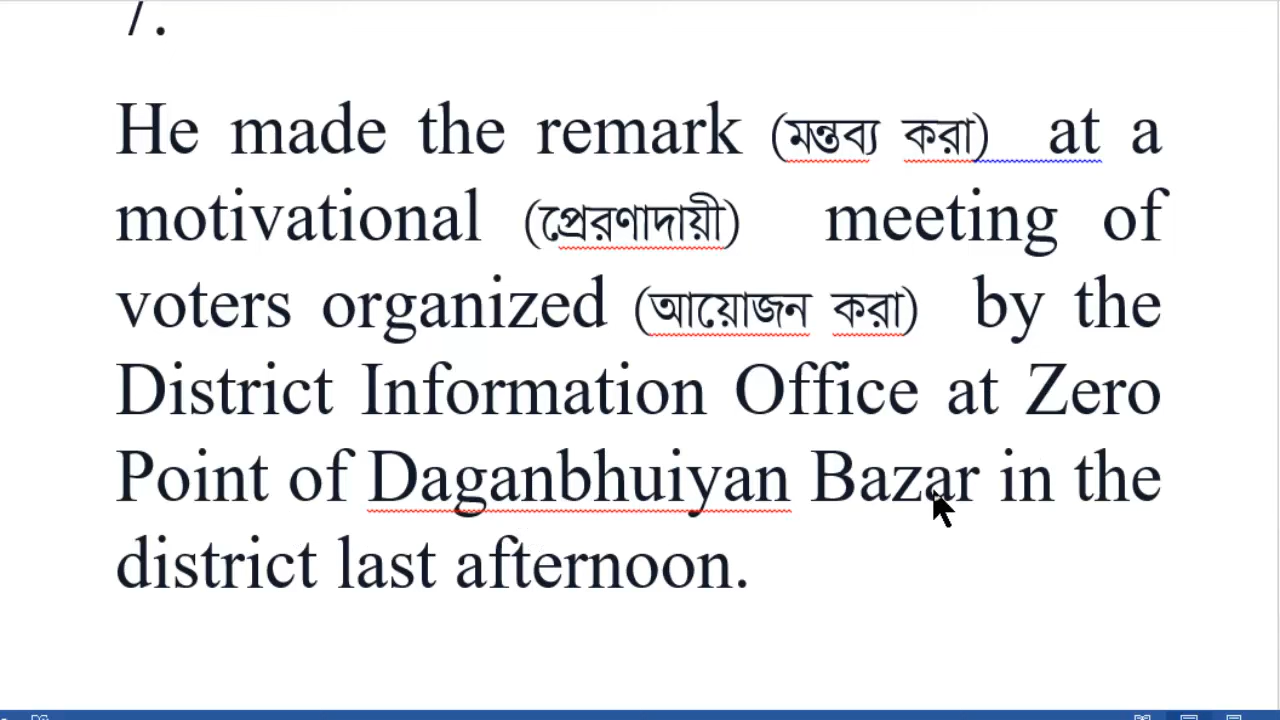 7.
He made the remark (মন্তব্য করা) at a
motivational (প্রেরণাদায়ী) meeting of
voters organized (আয়োজন করা) by the
District Information Office at Zero
Point of Daganbhuiyan Bazar in the
district last afternoon.